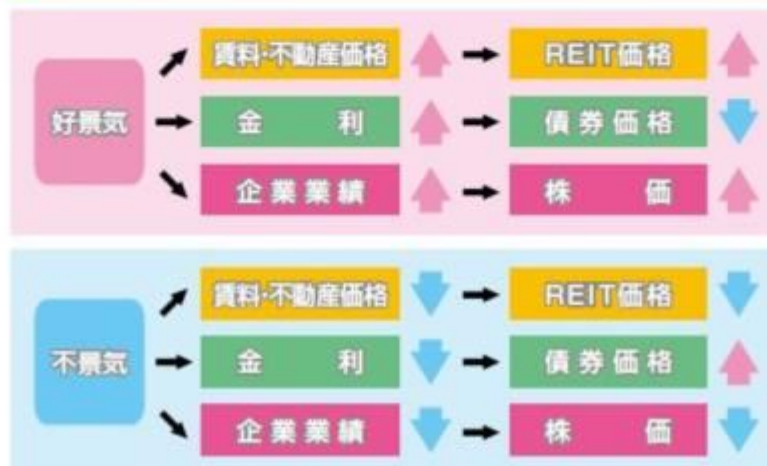 賃料・不動産価格 REIT価格
好景気 金利 債券価格
企業業績 株価
賃料・不動産価格 REIT価格
不景気 金利 債券価格
企業業績 株価